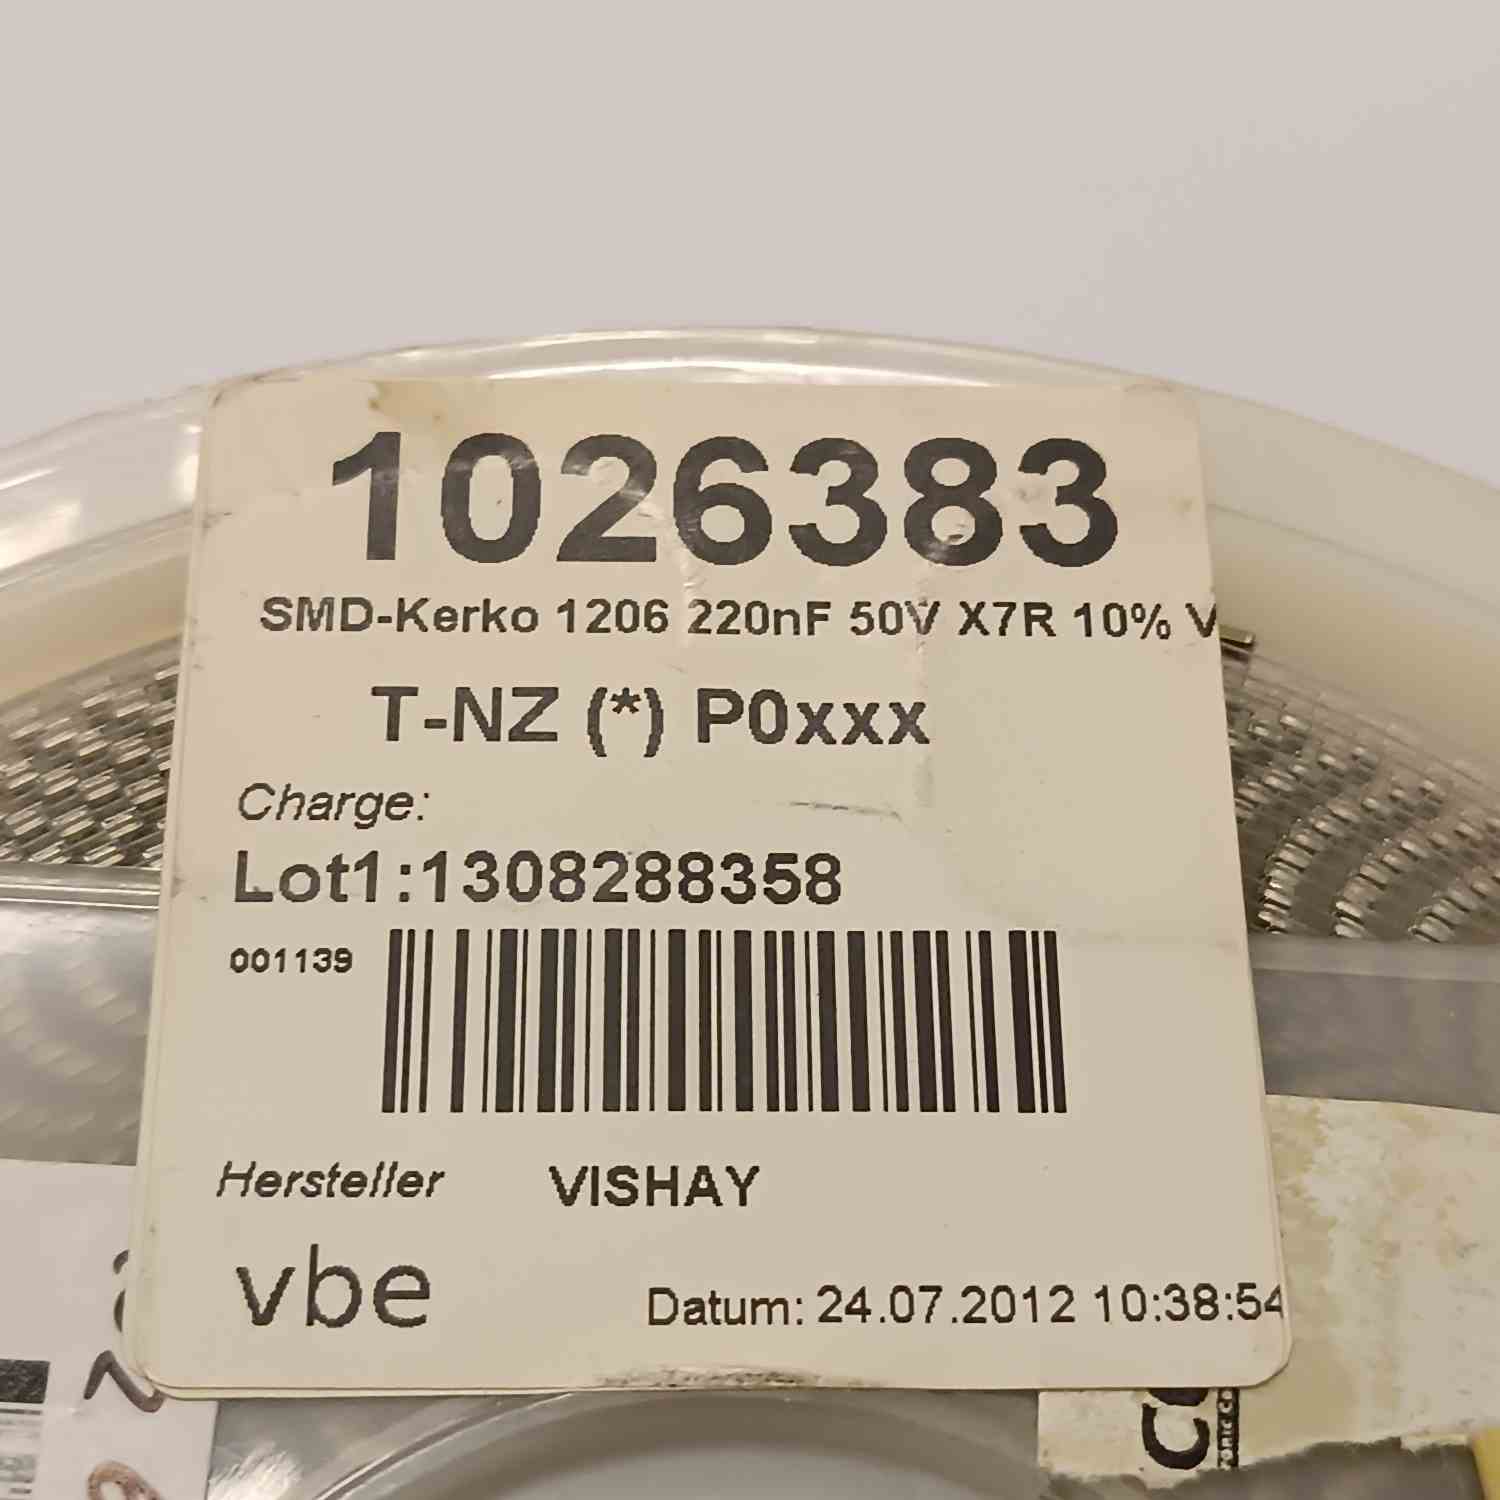 1026383
SMD-Kerko 1206 220nF 50V X7R 10% V
T-NZ (*) P0xxx
Charge:
Lot1:1308288358
001139
Hersteller VISHAY
vbe
Datum: 24.07.2012 10:38:54